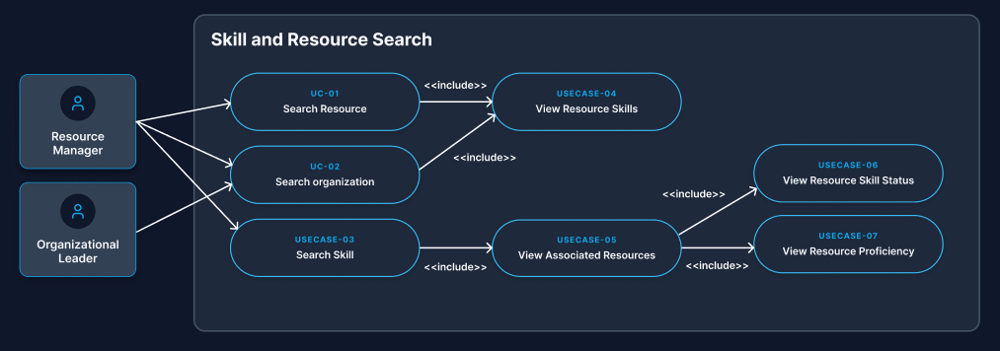 Skill and Resource Search
Resource
Manager
Organizational
Leader
UC-01
Search Resource
<<include>>
USECASE-04
View Resource Skills
UC-02
Search organization
<<include>>
USECASE-03
Search Skill
<<include>>
USECASE-05
View Associated Resources
<<include>>
USECASE-06
View Resource Skill Status
<<include>>
USECASE-07
View Resource Proficiency